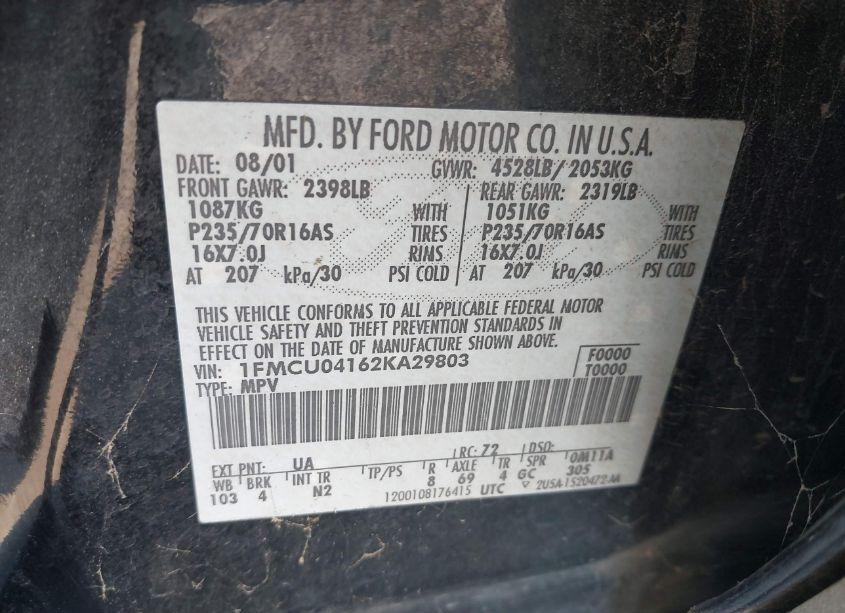 MFD. BY FORD MOTOR CO. IN U.S.A.
DATE: 08/01 GVWR: 4528LB/ 2053KG
FRONT GAWR: 2398LB REAR GAWR: 2319LB
1087KG WITH 1051KG WITH
P235/70R16AS TIRES P235/70R16AS TIRES
16X7.0J RIMS 16X7.0J RIMS
AT 207 kPa/30 PSI COLD AT 207 kPa/30 PSI COLD
THIS VEHICLE CONFORMS TO ALL APPLICABLE FEDERAL MOTOR
VEHICLE SAFETY AND THEFT PREVENTION STANDARDS IN
EFFECT ON THE DATE OF MANUFACTURE SHOWN ABOVE.
VIN: 1FMCU04162KA29803 F0000
TYPE: MPV T0000
EXT PNT: UA RC: 72 DSO:
WB BRK INT TR TP/PS R AXLE TR SPR 0M11A
103 4 N2 8 69 4 GC 305
1200108176415 UTC 2U5A-1520472-AA